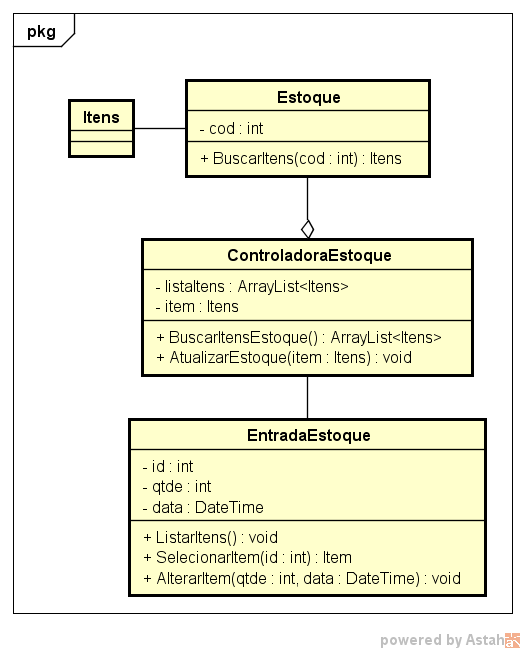 pkg
Itens
Estoque
- cod : int
+ BuscarItens(cod : int) : Itens
ControladoraEstoque
- listaItens : ArrayList<Itens>
- item : Itens
+ BuscarItensEstoque() : ArrayList<Itens>
+ AtualizarEstoque(item : Itens) : void
EntradaEstoque
- id : int
- qtde : int
- data : DateTime
+ ListarItens() : void
+ SelecionarItem(id : int) : Item
+ AlterarItem(qtde : int, data : DateTime) : void
powered by Astah